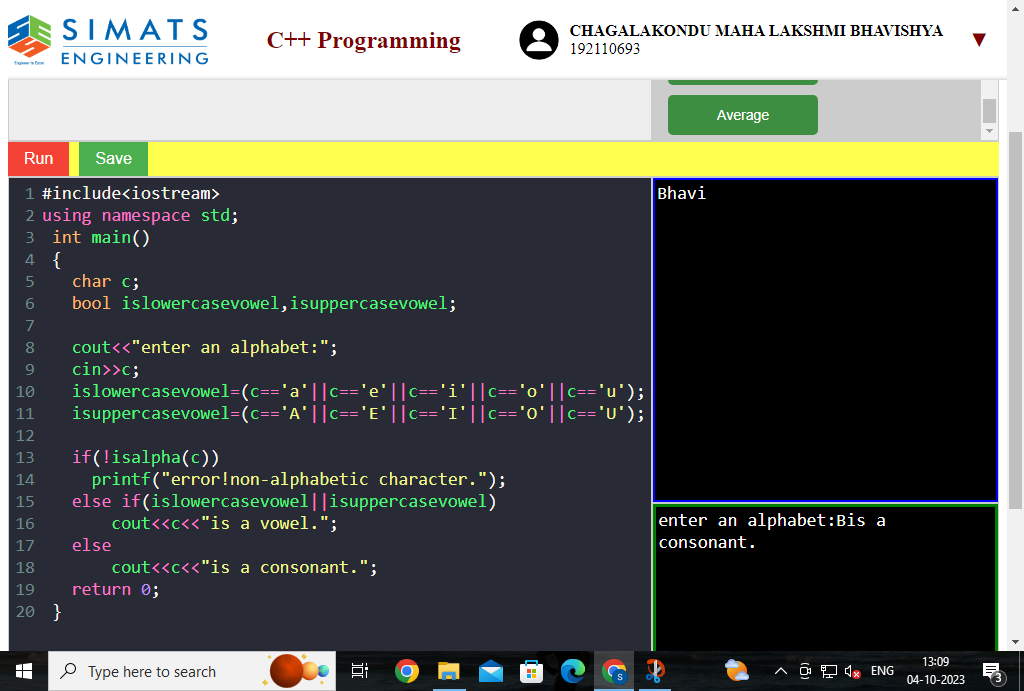 SIMATS
ENGINEERING
Engineer to Excel
C++ Programming
CHAGALAKONDU MAHA LAKSHMI BHAVISHYA
192110693
Average
Run
Save
1 #include<iostream>
2 using namespace std;
3 int main()
4 {
5 char c;
6 bool islowercasevowel,isuppercasevowel;
7
8 cout<<"enter an alphabet:";
9 cin>>c;
10 islowercasevowel=(c=='a'||c=='e'||c=='i'||c=='o'||c=='u');
11 isuppercasevowel=(c=='A'||c=='E'||c=='I'||c=='O'||c=='U');
12
13 if(!isalpha(c))
14 printf("error!non-alphabetic character.");
15 else if(islowercasevowel||isuppercasevowel)
16 cout<<c<<"is a vowel.";
17 else
18 cout<<c<<"is a consonant.";
19 return 0;
20 }
Bhavi
enter an alphabet:Bis a
consonant.
Type here to search
S
ENG
13:09
04-10-2023
3